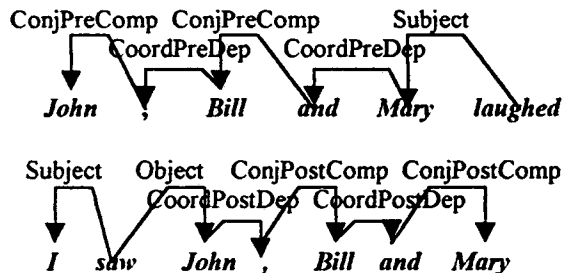 ConjPreComp ConjPreComp Subject
CoordPreDep CoordPreDep
John , Bill and Mary laughed
Subject Object ConjPostComp ConjPostComp
CoordPostDep CoordPostDep
I saw John , Bill and Mary